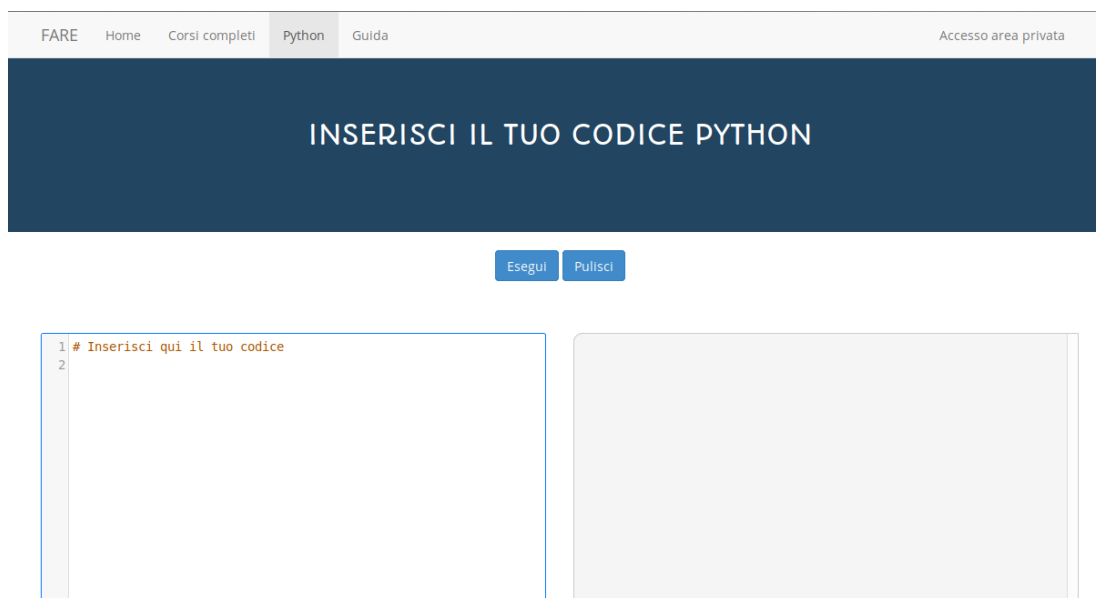 FARE Home Corsi completi Python Guida Accesso area privata
INSERISCI IL TUO CODICE PYTHON
Esegui Pulisci
1 # Inserisci qui il tuo codice
2